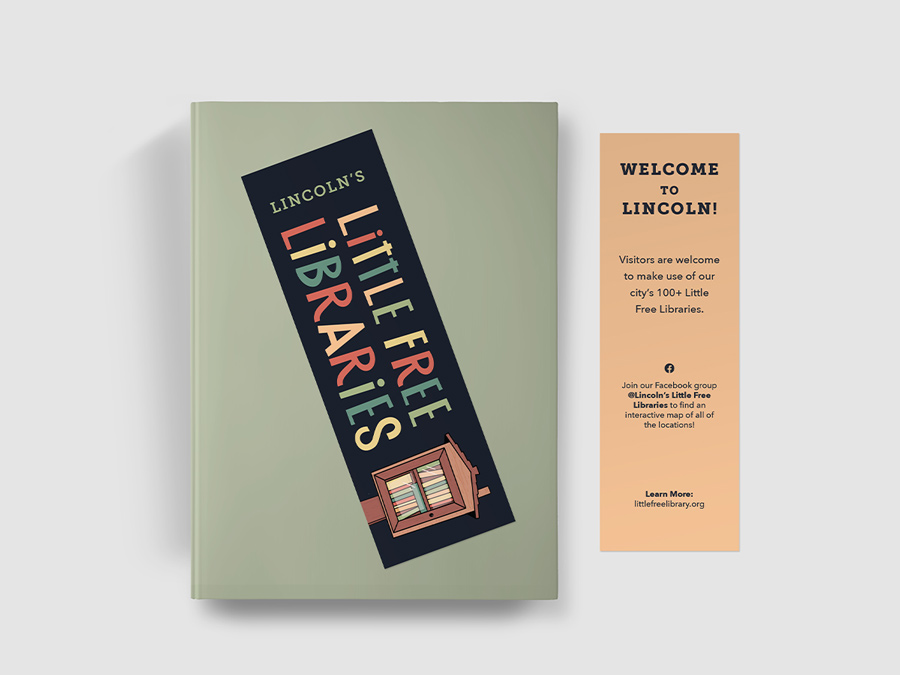 LINCOLN'S
LiTTLE FREE
LiBRARiES
WELCOME
TO
LINCOLN!
Visitors are welcome
to make use of our
city's 100+ Little
Free Libraries.
Join our Facebook group
@Lincoln's Little Free
Libraries to find an
interactive map of all of
the locations!
Learn More:
littlefreelibrary.org